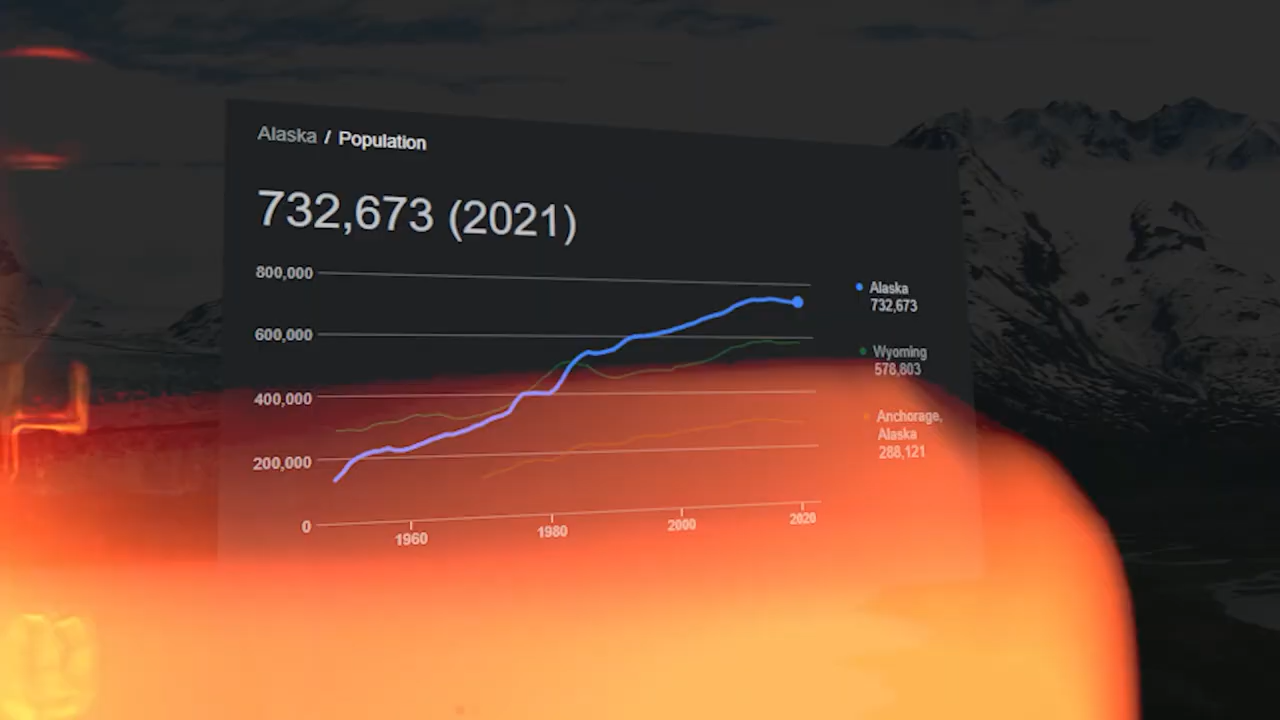 Alaska / Population
732,673 (2021)
800,000
600,000
400,000
200,000
0
1960
1980
2000
2020
Alaska
732,673
Wyoming
578,803
Anchorage,
Alaska
288,121